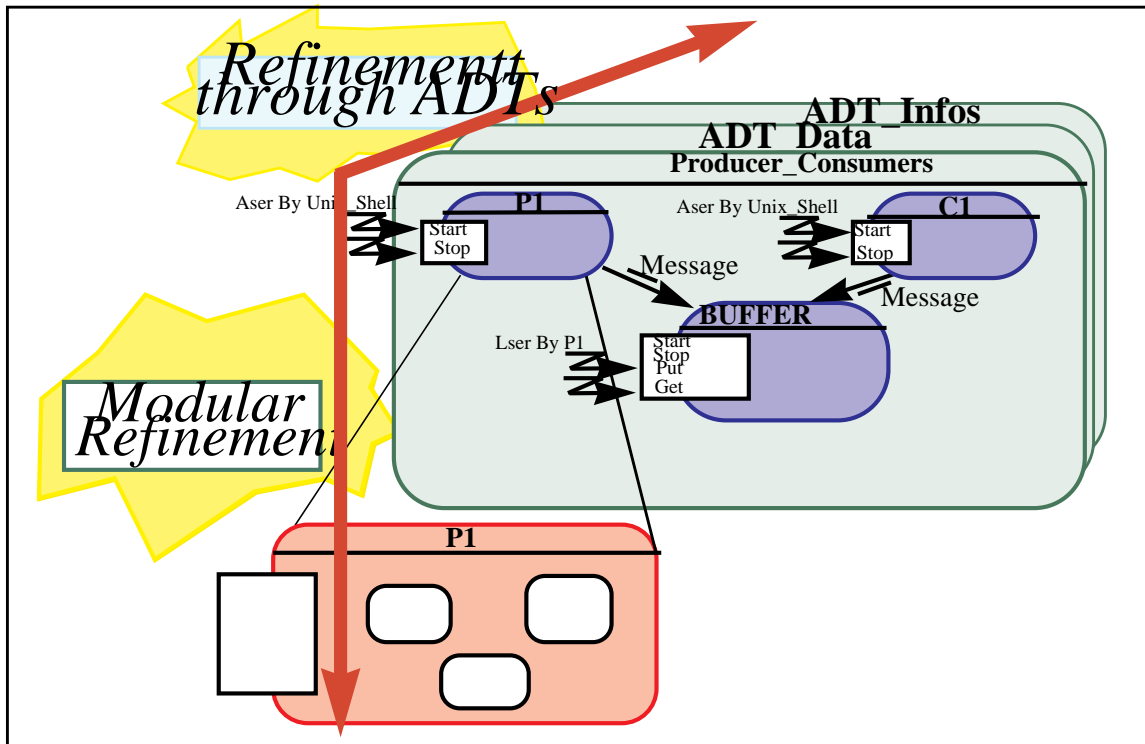 Refinementt
through ADTs
ADT_Infos
ADT_Data
Producer_Consumers
Aser By Unix_Shell
P1
Start
Stop
Aser By Unix_Shell
C1
Start
Stop
Message
Message
BUFFER
Lser By P1
Start
Stop
Put
Get
Modular
Refinement
P1